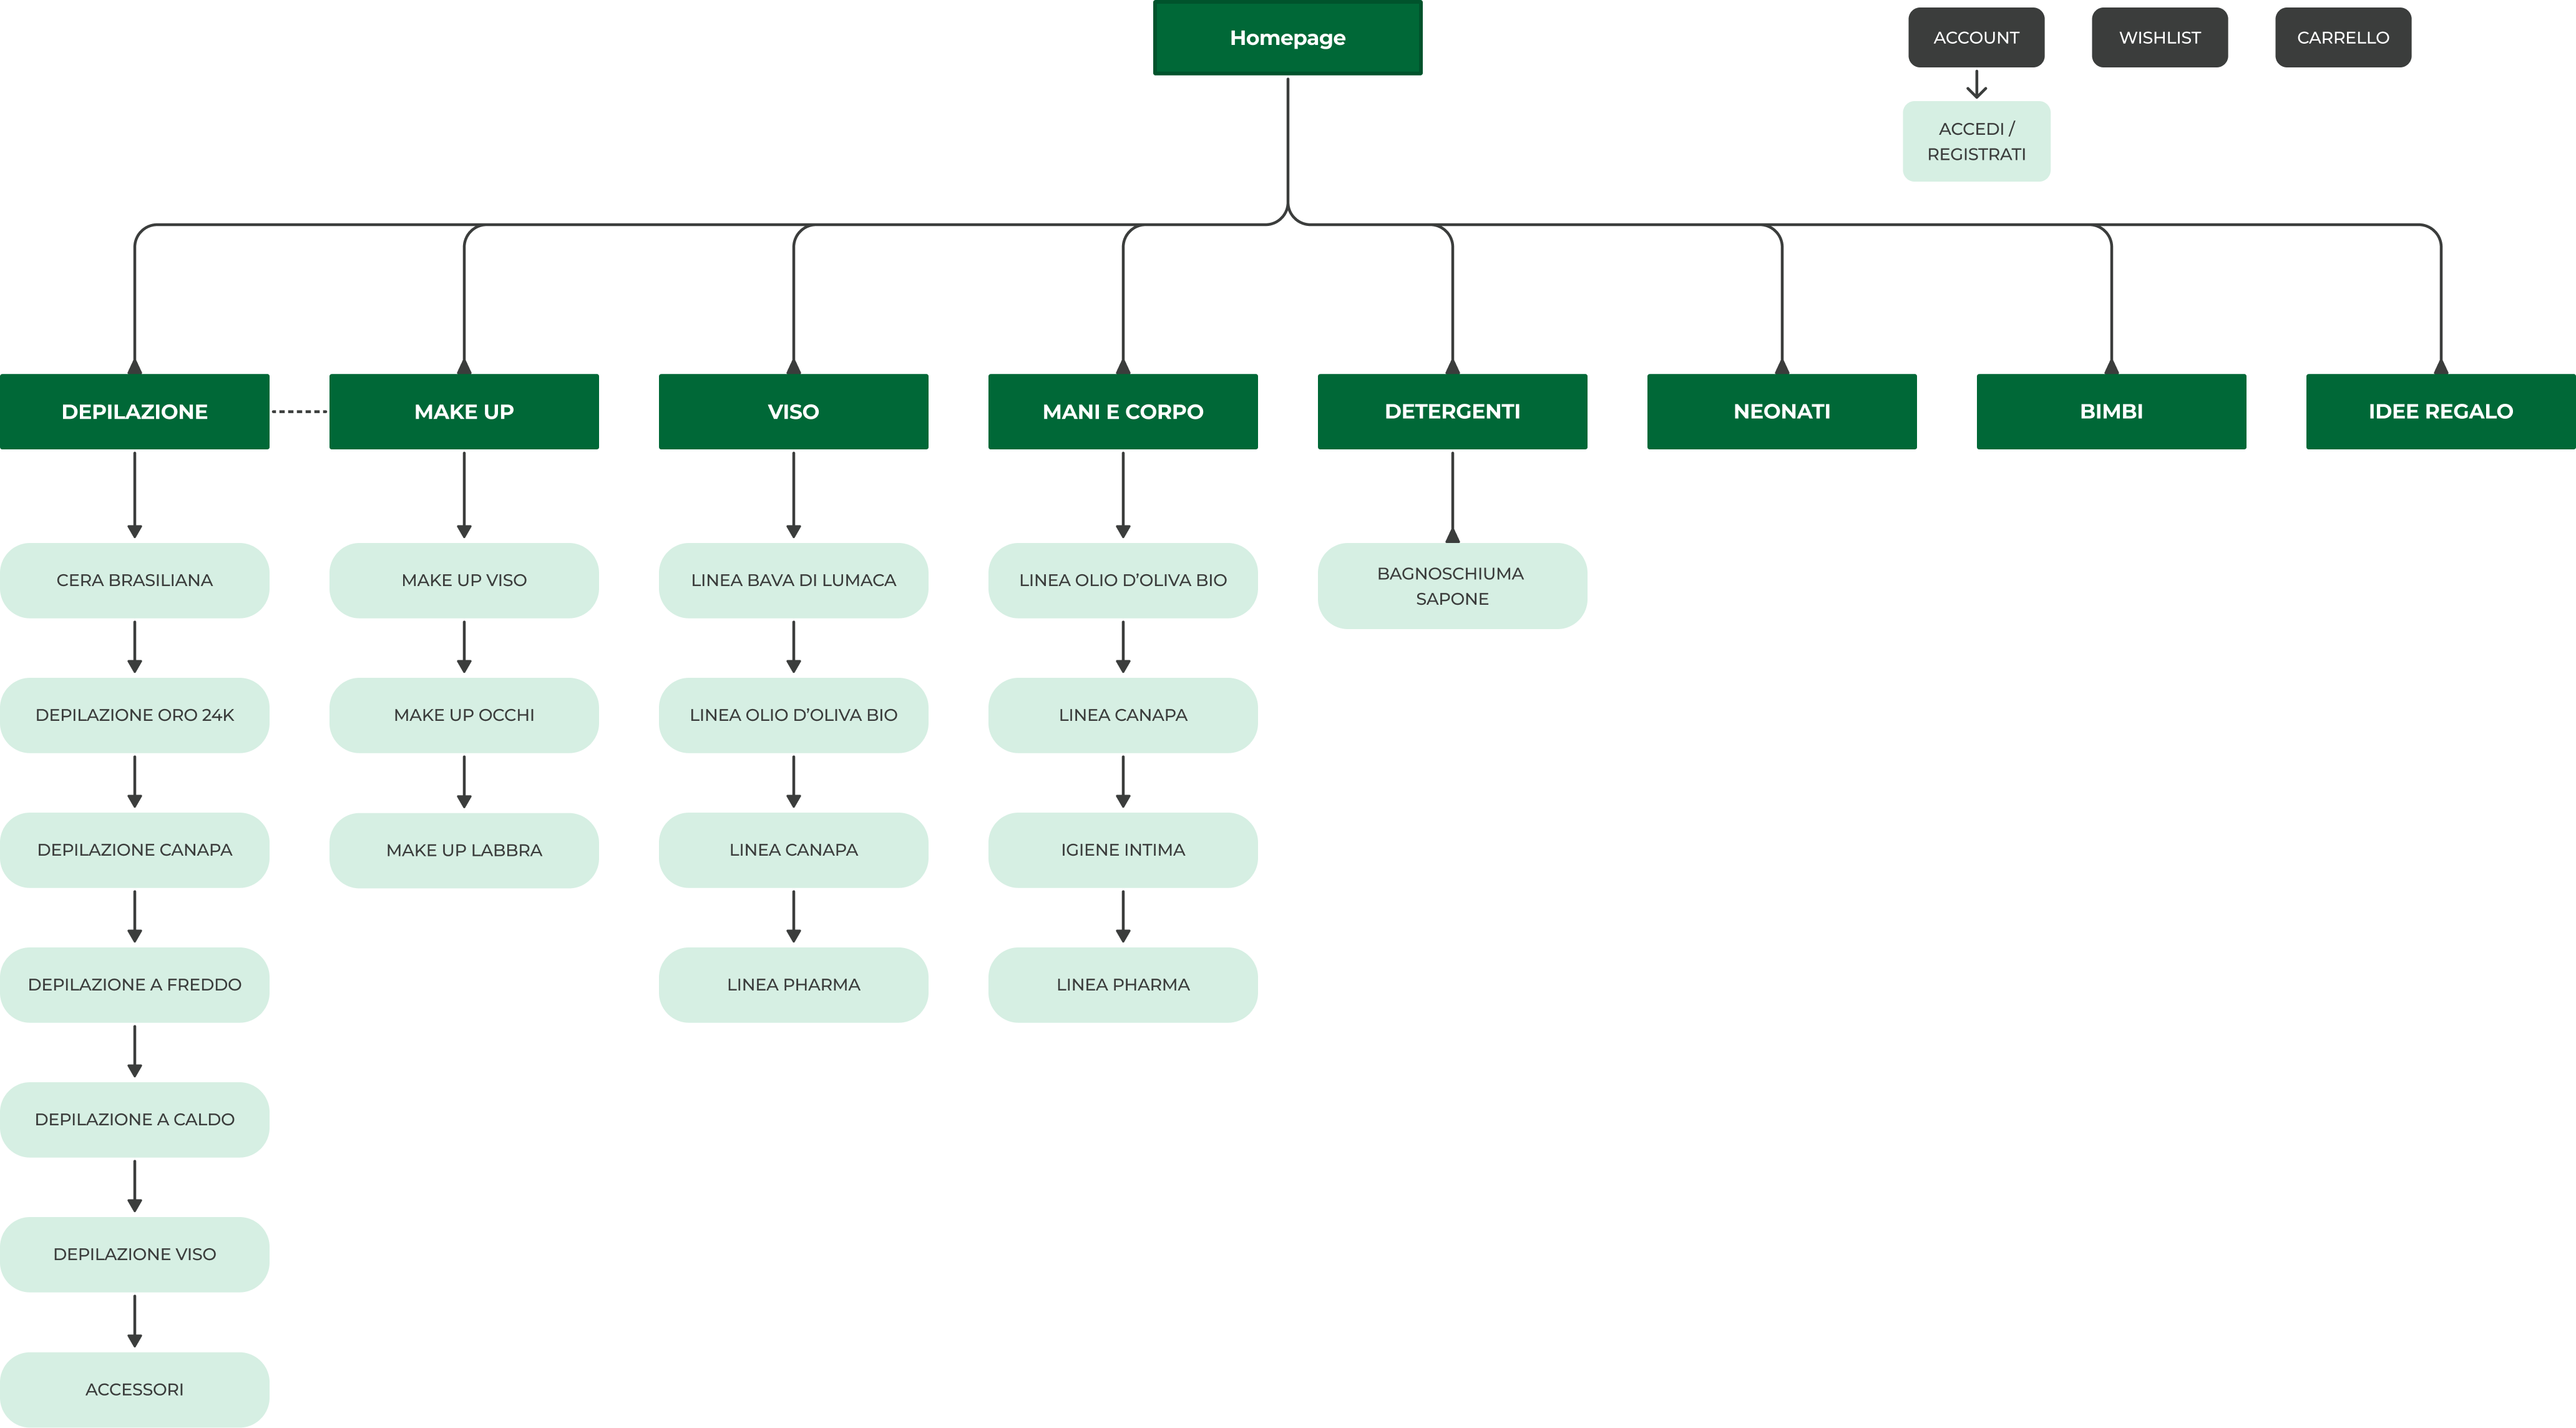 Homepage
ACCOUNT
WISHLIST
CARRELLO
ACCEDI /
REGISTRATI
DEPILAZIONE
MAKE UP
VISO
MANI E CORPO
DETERGENTI
NEONATI
BIMBI
IDEE REGALO
CERA BRASILIANA
DEPILAZIONE ORO 24K
DEPILAZIONE CANAPA
DEPILAZIONE A FREDDO
DEPILAZIONE A CALDO
DEPILAZIONE VISO
ACCESSORI
MAKE UP VISO
MAKE UP OCCHI
MAKE UP LABBRA
LINEA BAVA DI LUMACA
LINEA OLIO D’OLIVA BIO
LINEA CANAPA
LINEA PHARMA
LINEA OLIO D’OLIVA BIO
LINEA CANAPA
IGIENE INTIMA
LINEA PHARMA
BAGNOSCHIUMA
SAPONE